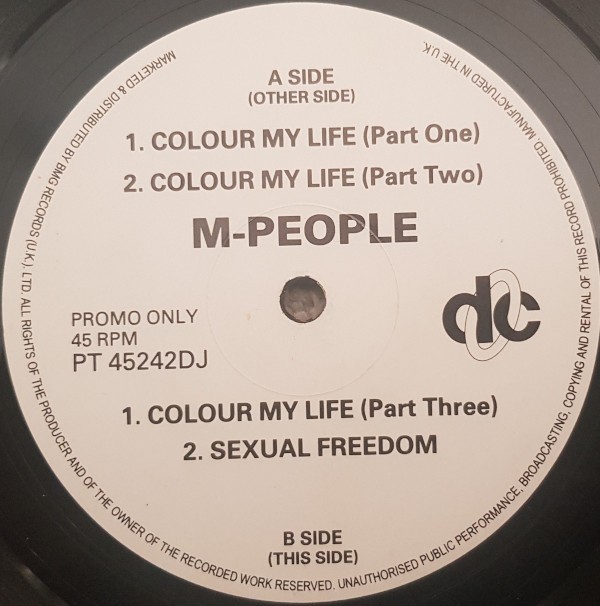 A SIDE
(OTHER SIDE)
1. COLOUR MY LIFE (Part One)
2. COLOUR MY LIFE (Part Two)
M-PEOPLE
dc
PROMO ONLY
45 RPM
PT 45242DJ
1. COLOUR MY LIFE (Part Three)
2. SEXUAL FREEDOM
B SIDE
(THIS SIDE)
MARKETED & DISTRIBUTED BY BMG RECORDS (U.K.), LTD. ALL RIGHTS OF THE PRODUCER AND OF THE OWNER OF THE RECORDED WORK RESERVED. UNAUTHORISED PUBLIC PERFORMANCE, BROADCASTING, COPYING AND RENTAL OF THIS RECORD PROHIBITED. MANUFACTURED IN THE U.K.